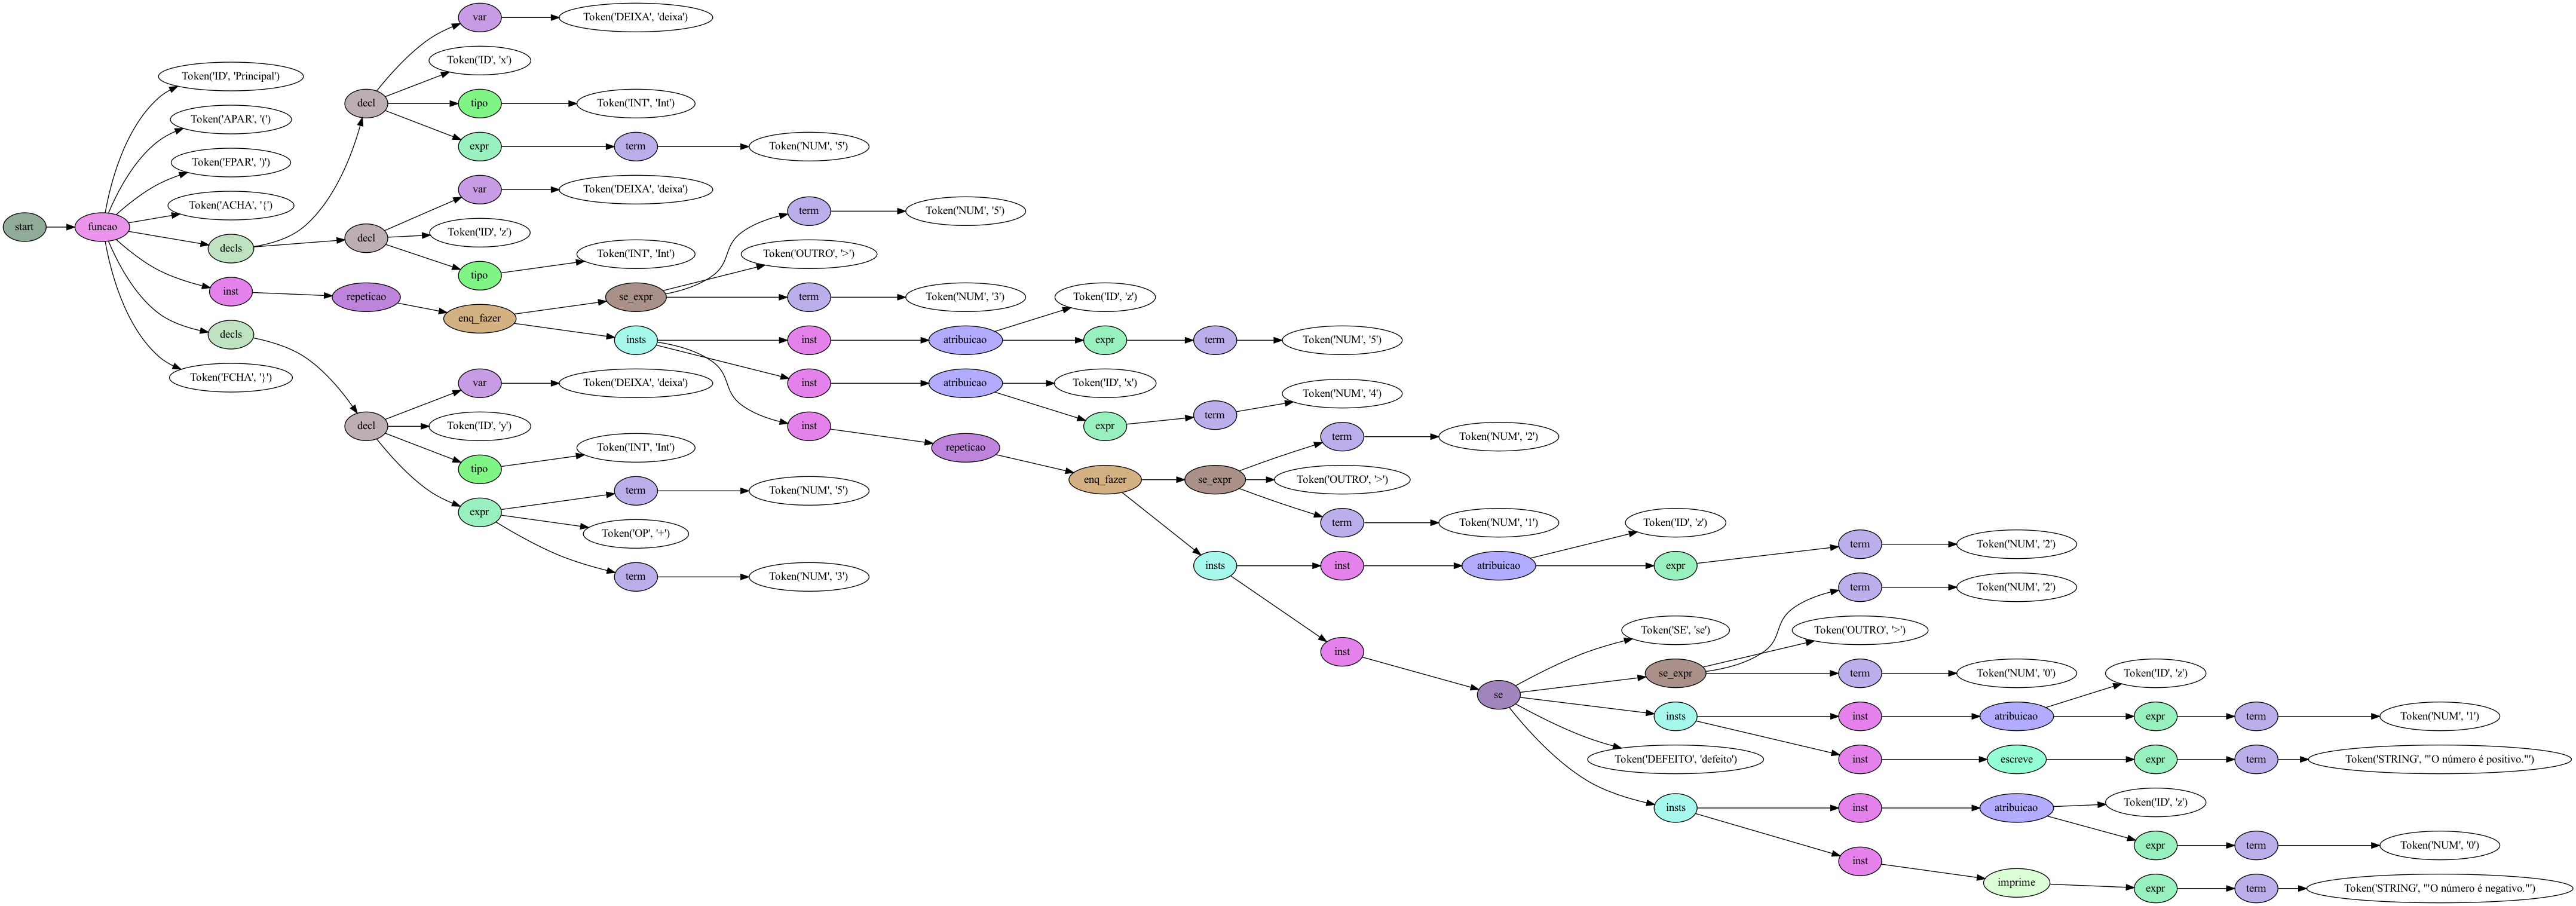 start
funcao
Token('ID', 'Principal')
Token('APAR', '(')
Token('FPAR', ')')
Token('ACHA', '{')
decls
decl
var
Token('DEIXA', 'deixa')
Token('ID', 'x')
tipo
Token('INT', 'Int')
expr
term
Token('NUM', '5')
decl
var
Token('DEIXA', 'deixa')
Token('ID', 'z')
tipo
Token('INT', 'Int')
inst
repeticao
enq_fazer
se_expr
term
Token('NUM', '5')
Token('OUTRO', '>')
term
Token('NUM', '3')
insts
inst
atribuicao
Token('ID', 'z')
expr
term
Token('NUM', '5')
inst
atribuicao
Token('ID', 'x')
expr
term
Token('NUM', '4')
inst
repeticao
enq_fazer
se_expr
term
Token('NUM', '2')
Token('OUTRO', '>')
term
Token('NUM', '1')
insts
inst
atribuicao
Token('ID', 'z')
expr
term
Token('NUM', '2')
inst
se
Token('SE', 'se')
se_expr
term
Token('NUM', '2')
Token('OUTRO', '>')
term
Token('NUM', '0')
insts
inst
atribuicao
Token('ID', 'z')
expr
term
Token('NUM', '1')
inst
escreve
expr
term
Token('STRING', '"O número é positivo."')
Token('DEFEITO', 'defeito')
insts
inst
atribuicao
Token('ID', 'z')
expr
term
Token('NUM', '0')
inst
imprime
expr
term
Token('STRING', '"O número é negativo."')
decls
decl
var
Token('DEIXA', 'deixa')
Token('ID', 'y')
tipo
Token('INT', 'Int')
expr
term
Token('NUM', '5')
Token('OP', '+')
term
Token('NUM', '3')
Token('FCHA', '}')